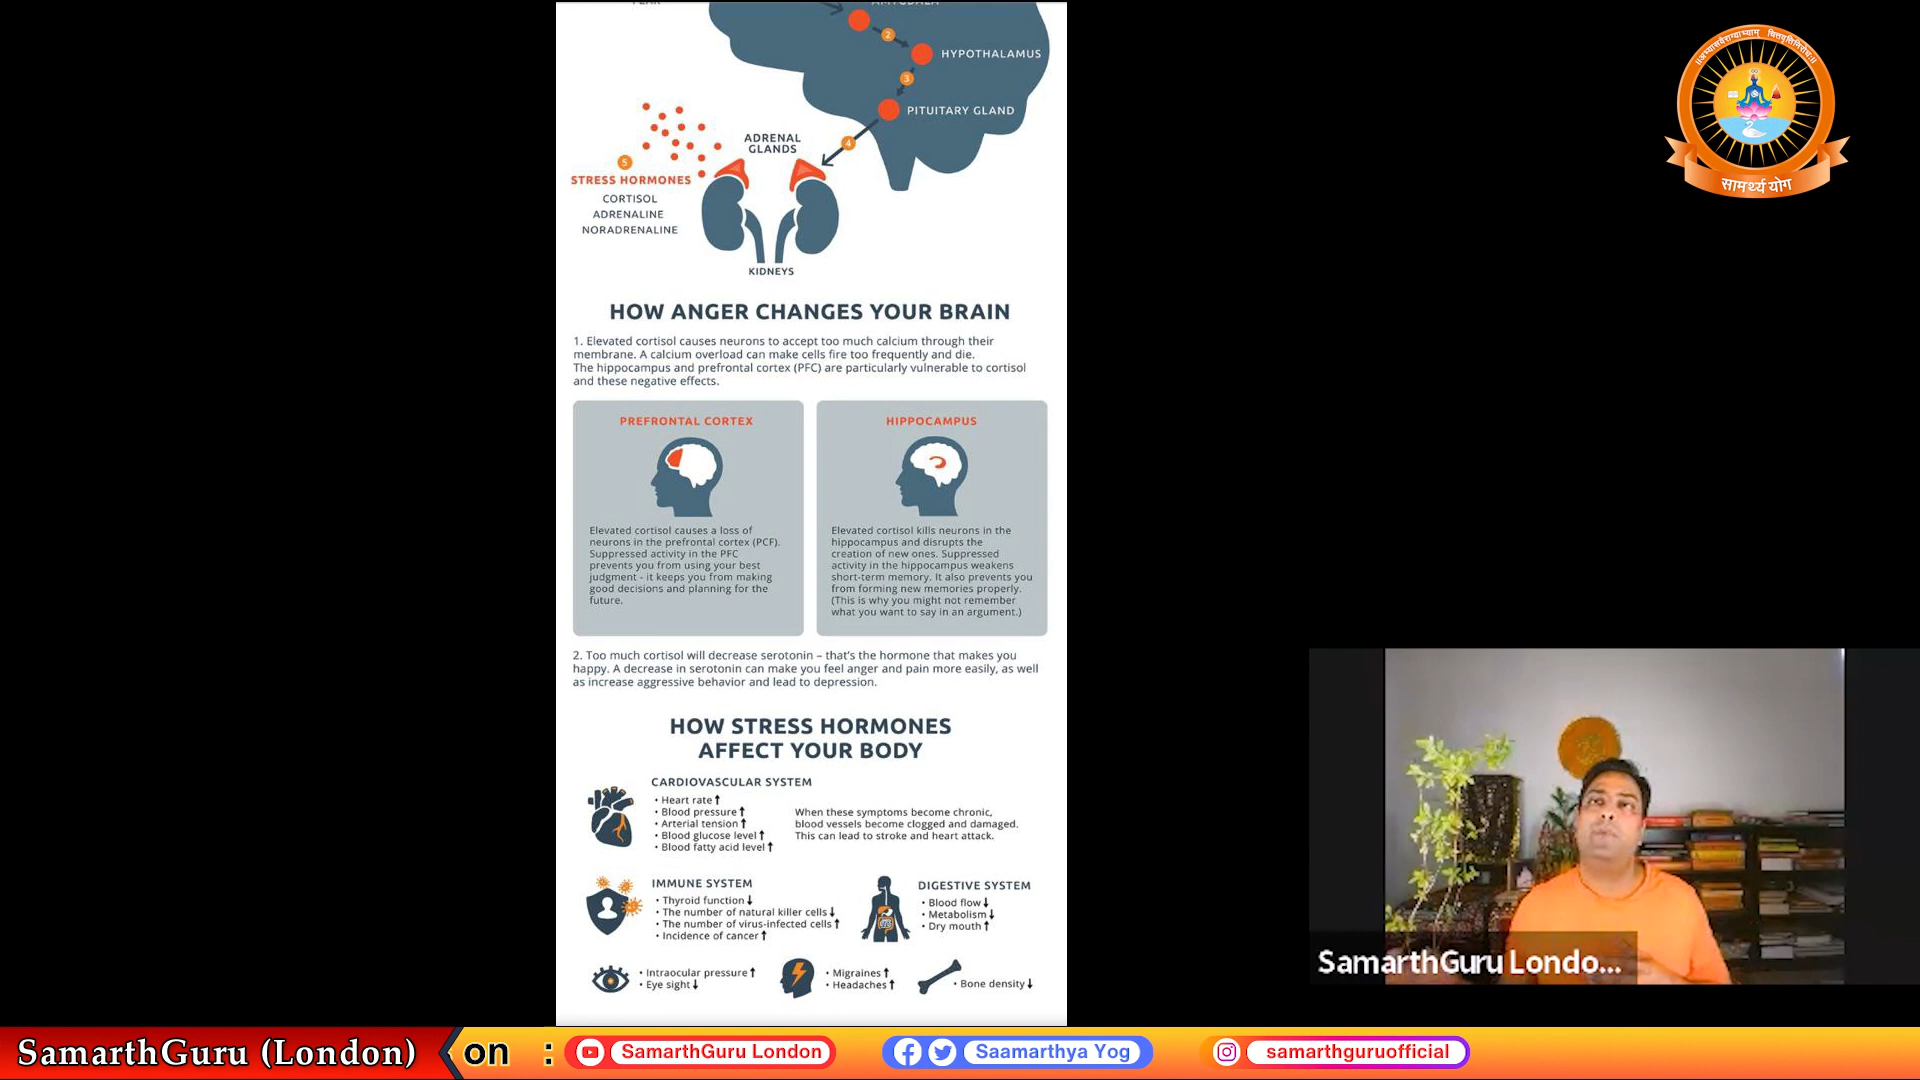 HYPOTHALAMUS
PITUITARY GLAND
2
3
4
5
ADRENAL
GLANDS
STRESS HORMONES
CORTISOL
ADRENALINE
NORADRENALINE
KIDNEYS
HOW ANGER CHANGES YOUR BRAIN
1. Elevated cortisol causes neurons to accept too much calcium through their
membrane. A calcium overload can make cells fire too frequently and die.
The hippocampus and prefrontal cortex (PFC) are particularly vulnerable to cortisol
and these negative effects.
PREFRONTAL CORTEX
Elevated cortisol causes a loss of
neurons in the prefrontal cortex (PCF).
Suppressed activity in the PFC
prevents you from using your best
judgment - it keeps you from making
good decisions and planning for the
future.
HIPPOCAMPUS
Elevated cortisol kills neurons in the
hippocampus and disrupts the
creation of new ones. Suppressed
activity in the hippocampus weakens
short-term memory. It also prevents you
from forming new memories properly.
(This is why you might not remember
what you want to say in an argument.)
2. Too much cortisol will decrease serotonin – that's the hormone that makes you
happy. A decrease in serotonin can make you feel anger and pain more easily, as well
as increase aggressive behavior and lead to depression.
HOW STRESS HORMONES
AFFECT YOUR BODY
CARDIOVASCULAR SYSTEM
• Heart rate ↑
• Blood pressure ↑
• Arterial tension ↑
• Blood glucose level ↑
• Blood fatty acid level ↑
When these symptoms become chronic,
blood vessels become clogged and damaged.
This can lead to stroke and heart attack.
IMMUNE SYSTEM
• Thyroid function ↓
• The number of natural killer cells ↓
• The number of virus-infected cells ↑
• Incidence of cancer ↑
DIGESTIVE SYSTEM
• Blood flow ↓
• Metabolism ↓
• Dry mouth ↑
• Intraocular pressure ↑
• Eye sight ↓
• Migraines ↑
• Headaches ↑
• Bone density ↓
सामर्थ्य योग
SamarthGuru Londo...
SamarthGuru (London) on :
SamarthGuru London
Saamarthya Yog
samarthguruofficial